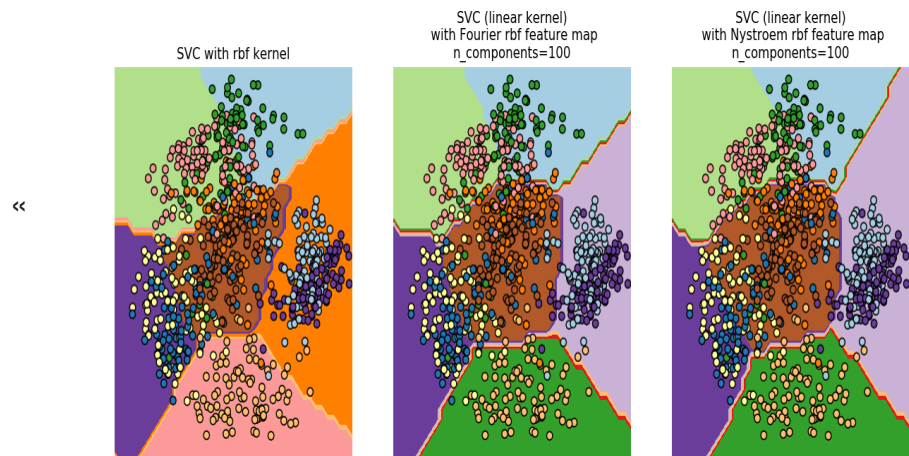 SVC (linear kernel)
with Fourier rbf feature map
n_components=100
SVC (linear kernel)
with Nystroem rbf feature map
n_components=100
SVC with rbf kernel
«